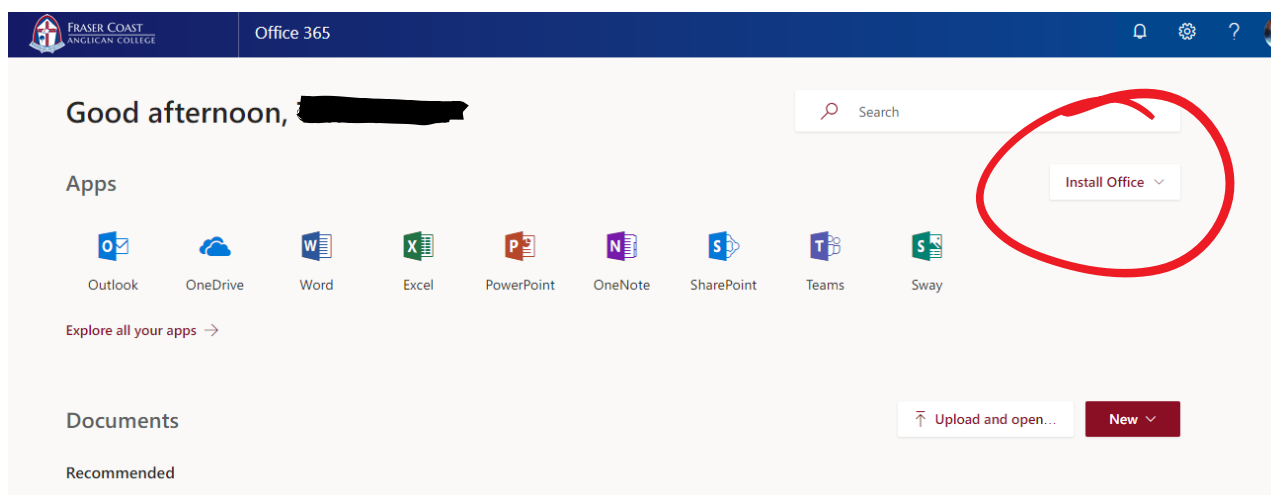 FRASER COAST
ANGLICAN COLLEGE
Office 365
?
Good afternoon,
Search
Apps
Install Office
Outlook OneDrive Word Excel PowerPoint OneNote SharePoint Teams Sway
Explore all your apps →
Documents
Upload and open...
New
Recommended